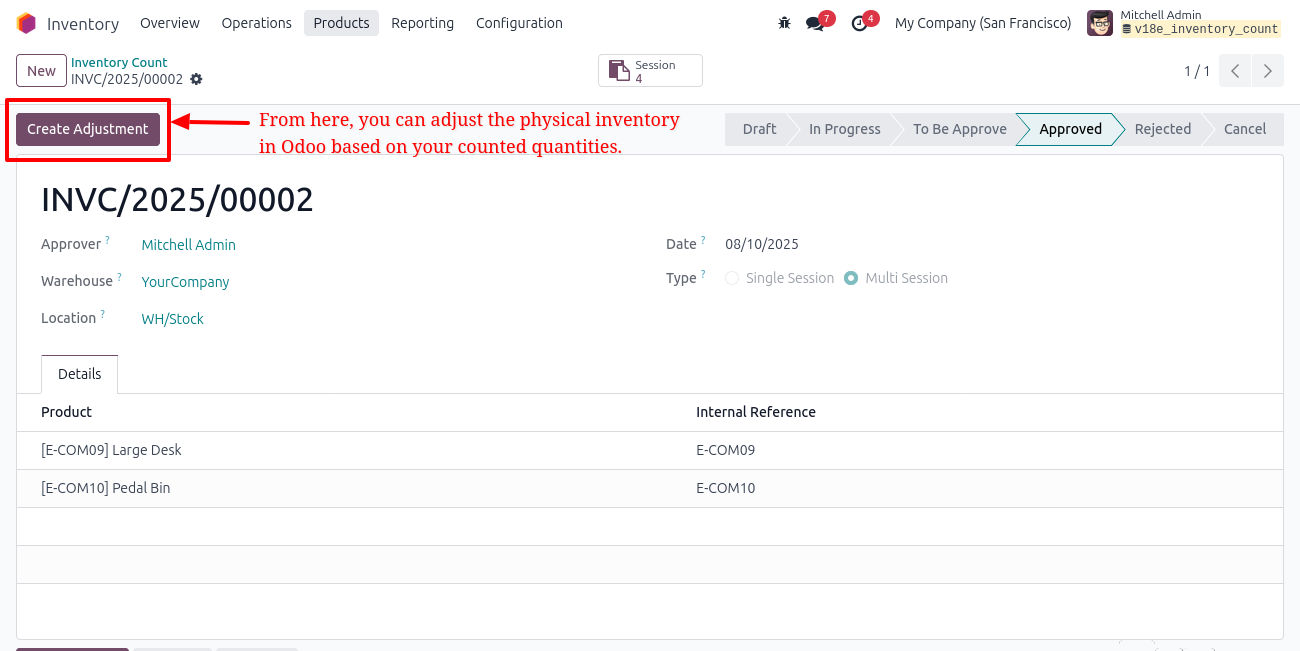 Inventory Overview Operations Products Reporting Configuration 7 4 My Company (San Francisco) Mitchell Admin
v18e_inventory_count
New Inventory Count
INVC/2025/00002
Session
4
1 / 1
Create Adjustment
From here, you can adjust the physical inventory
in Odoo based on your counted quantities.
Draft In Progress To Be Approve Approved Rejected Cancel
INVC/2025/00002
Approver ? Mitchell Admin Date ? 08/10/2025
Warehouse ? YourCompany Type ? Single Session Multi Session
Location ? WH/Stock
Details
Product Internal Reference
[E-COM09] Large Desk E-COM09
[E-COM10] Pedal Bin E-COM10